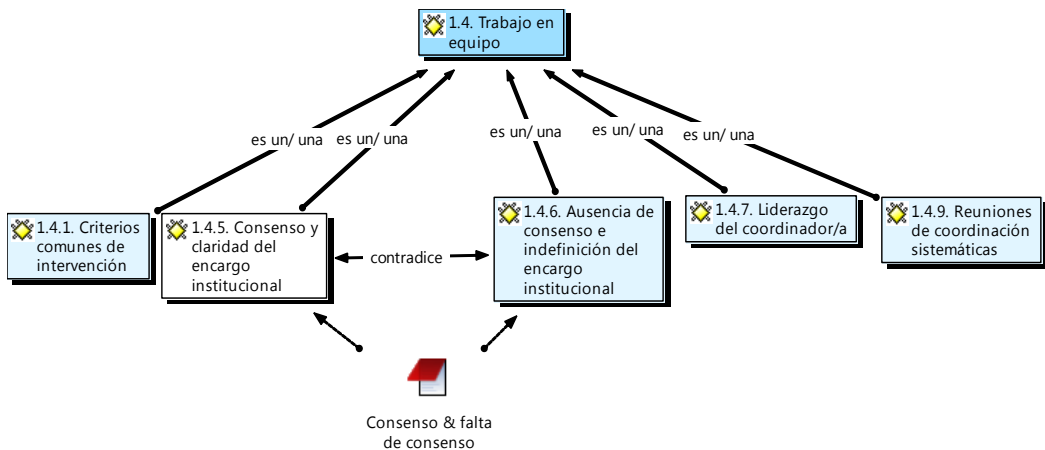 1.4. Trabajo en
equipo
es un/ una
es un/ una
es un/ una
es un/ una
es un/ una
1.4.1. Criterios
comunes de
intervención
1.4.5. Consenso y
claridad del
encargo
institucional
contradice
1.4.6. Ausencia de
consenso e
indefinición del
encargo
institucional
1.4.7. Liderazgo
del coordinador/a
1.4.9. Reuniones
de coordinación
sistemáticas
Consenso & falta
de consenso